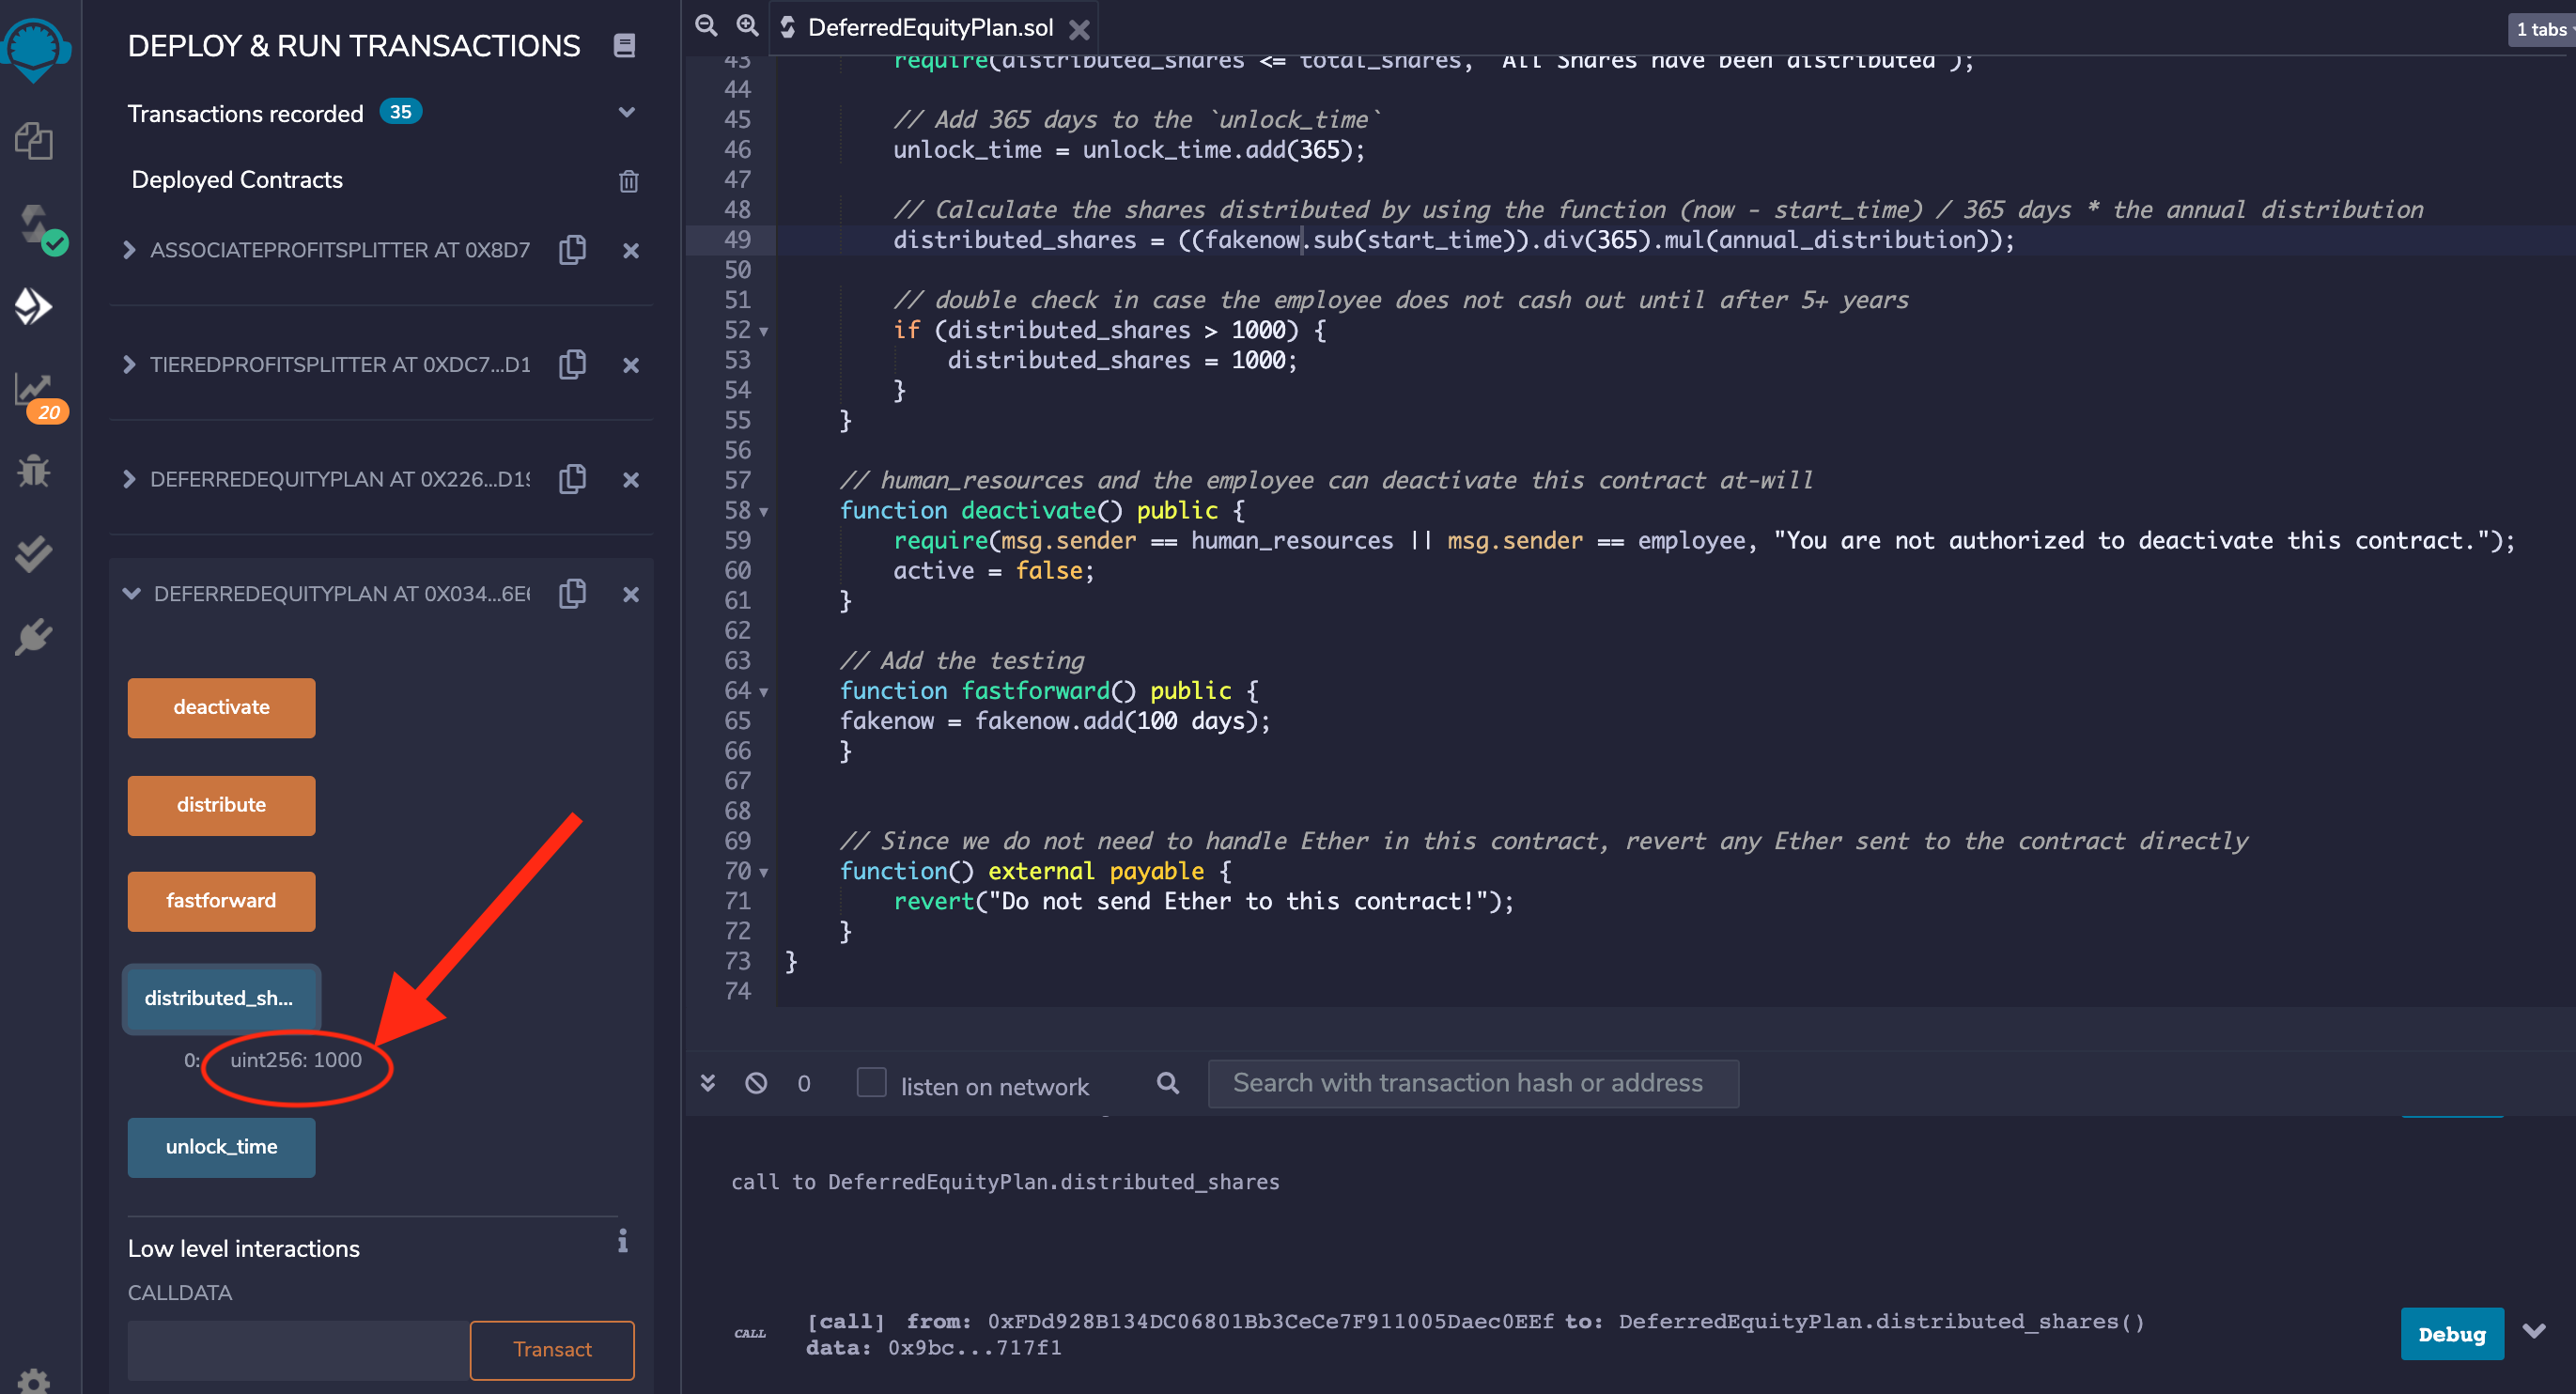 DEPLOY & RUN TRANSACTIONS
Transactions recorded 35
Deployed Contracts
ASSOCIATEPROFITSPLITTER AT 0X8D7
TIEREDPROFITSPLITTER AT 0XDC7...D1
DEFERREDEQUITYPLAN AT 0X226...D19
DEFERREDEQUITYPLAN AT 0X034...6E6
deactivate
distribute
fastforward
distributed_sh...
0: uint256: 1000
unlock_time
Low level interactions
CALLDATA
Transact
20
DeferredEquityPlan.sol
1 tabs
43 require(distributed_shares <= total_shares, "All Shares have been distributed");
44
45 // Add 365 days to the `unlock_time`
46 unlock_time = unlock_time.add(365);
47
48 // Calculate the shares distributed by using the function (now - start_time) / 365 days * the annual distribution
49 distributed_shares = ((fakenow.sub(start_time)).div(365).mul(annual_distribution));
50
51 // double check in case the employee does not cash out until after 5+ years
52 if (distributed_shares > 1000) {
53 distributed_shares = 1000;
54 }
55 }
56
57 // human_resources and the employee can deactivate this contract at-will
58 function deactivate() public {
59 require(msg.sender == human_resources || msg.sender == employee, "You are not authorized to deactivate this contract.");
60 active = false;
61 }
62
63 // Add the testing
64 function fastforward() public {
65 fakenow = fakenow.add(100 days);
66 }
67
68
69 // Since we do not need to handle Ether in this contract, revert any Ether sent to the contract directly
70 function() external payable {
71 revert("Do not send Ether to this contract!");
72 }
73 }
74
0 listen on network Search with transaction hash or address
call to DeferredEquityPlan.distributed_shares
CALL [call] from: 0xFDd928B134DC06801Bb3CeCe7F911005Daec0EEf to: DeferredEquityPlan.distributed_shares()
data: 0x9bc...717f1
Debug